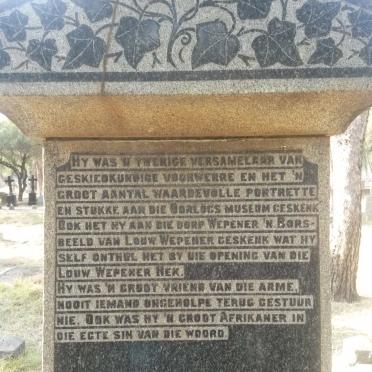 HY WAS 'N YWERIGE VERSAMELAAR VAN
GESKIEDKUNDIGE VOORWERPE EN HET 'N
GROOT AANTAL WAARDEVOLLE PORTRETTE
EN STUKKE AAN DIE OORLOGS MUSEUM GESKENK
OOK HET HY AAN DIE DORP WEPENER 'N BORS-
BEELD VAN LOUW WEPENER GESKENK WAT HY
SELF ONTHUL HET BY DIE OPENING VAN DIE
LOUW WEPENER NEK.
HY WAS 'N GROOT VRIEND VAN DIE ARME,
NOOIT IEMAND ONGEHOLPE TERUG GESTUUR
NIE. OOK WAS HY 'N GROOT AFRIKANER IN
DIE EGTE SIN VAN DIE WOORD.